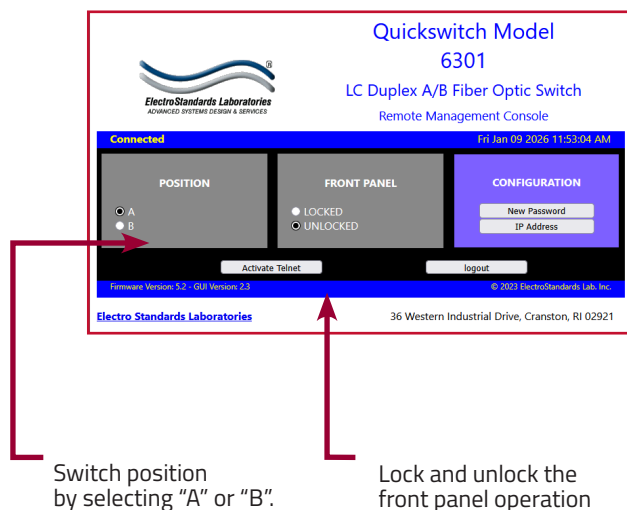 Quickswitch Model
6301
LC Duplex A/B Fiber Optic Switch
Remote Management Console
®
ElectroStandards Laboratories
ADVANCED SYSTEMS DESIGN & SERVICES
Connected
Fri Jan 09 2026 11:53:04 AM
POSITION
A
B
FRONT PANEL
LOCKED
UNLOCKED
CONFIGURATION
New Password
IP Address
Activate Telnet
logout
Firmware Version: 5.2 - GUI Version: 2.3
© 2023 ElectroStandards Lab. Inc.
Electro Standards Laboratories
36 Western Industrial Drive, Cranston, RI 02921
Switch position
by selecting “A” or “B”.
Lock and unlock the
front panel operation